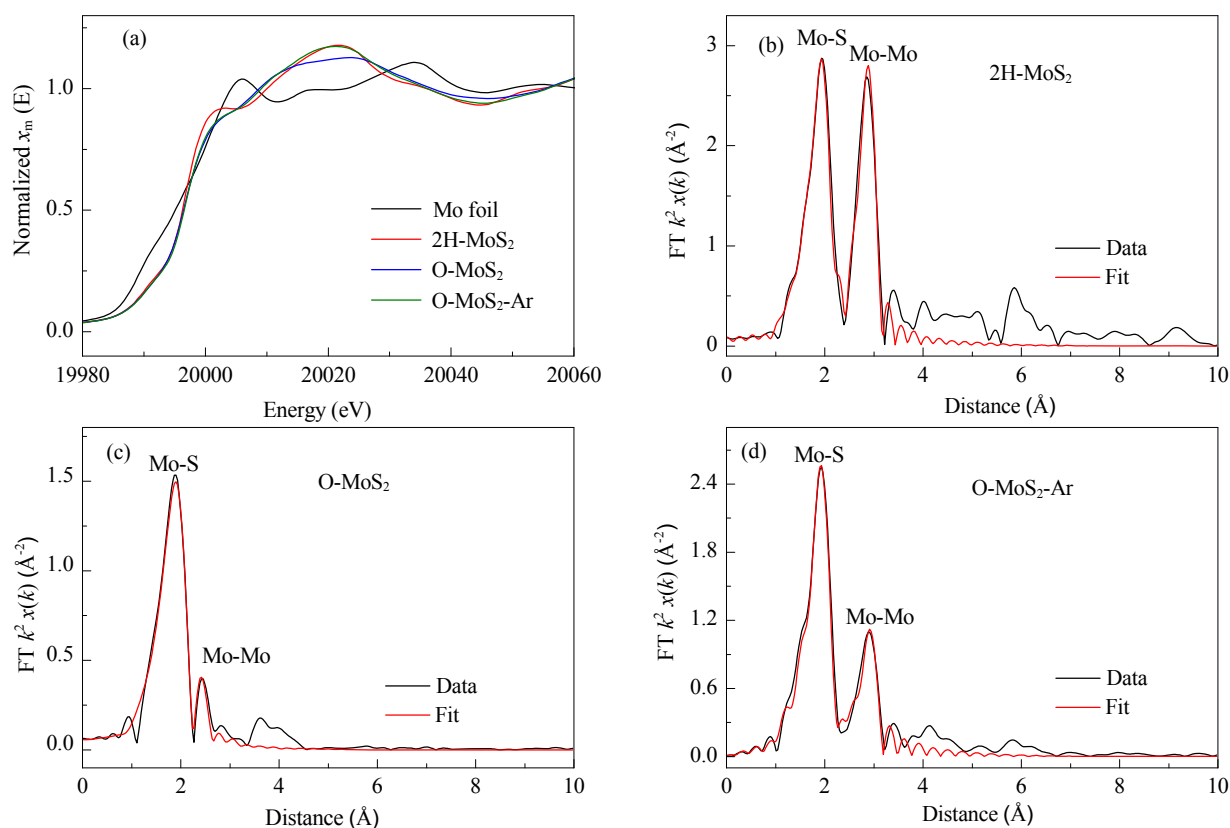 (a)
Normalized x_m (E)
1.0
0.5
0.0
Mo foil
2H-MoS₂
O-MoS₂
O-MoS₂-Ar
19980 20000 20020 20040 20060
Energy (eV)
(b)
Mo-S
Mo-Mo
2H-MoS₂
FT k² x(k) (Å⁻²)
3
2
1
0
Data
Fit
0 2 4 6 8 10
Distance (Å)
(c)
Mo-S
O-MoS₂
Mo-Mo
FT k² x(k) (Å⁻²)
1.5
1.0
0.5
0.0
Data
Fit
0 2 4 6 8 10
Distance (Å)
(d)
Mo-S
O-MoS₂-Ar
Mo-Mo
FT k² x(k) (Å⁻²)
2.4
1.8
1.2
0.6
0.0
Data
Fit
0 2 4 6 8 10
Distance (Å)